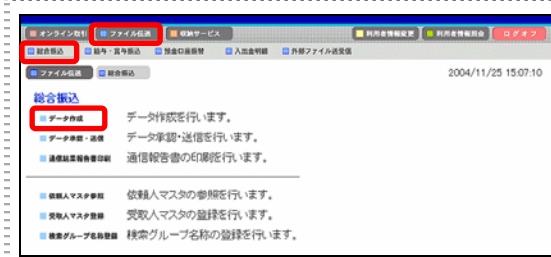 オンライン取引 ファイル伝送 収納サービス 利用者情報変更 利用者情報照会 ログオフ
総合振込 給与・賞与振込 預金口座振替 入出金明細 外部ファイル送受信
ファイル伝送 総合振込 2004/11/25 15:07:10
総合振込
データ作成 データ作成を行います。
データ承認・送信 データ承認・送信を行います。
通信結果報告書印刷 通信報告書の印刷を行います。
依頼人マスタ参照 依頼人マスタの参照を行います。
受取人マスタ登録 受取人マスタの登録を行います。
検索グループ名称登録 検索グループ名称の登録を行います。